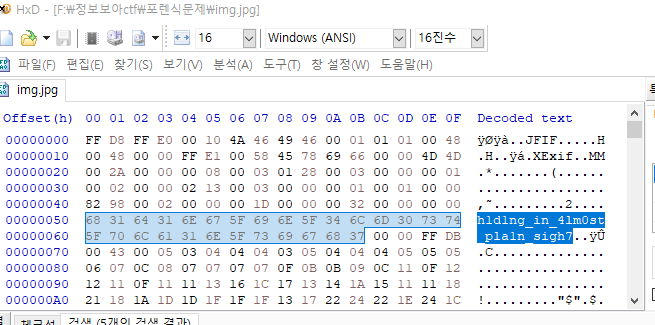 HxD - [F:₩정보보아ctf₩포렌식문제₩img.jpg]
16 Windows (ANSI) 16진수
파일(F) 편집(E) 찾기(S) 보기(V) 분석(A) 도구(T) 창 설정(W) 도움말(H)
img.jpg
Offset(h) 00 01 02 03 04 05 06 07 08 09 0A 0B 0C 0D 0E 0F Decoded text
00000000 FF D8 FF E0 00 10 4A 46 49 46 00 01 01 01 00 48 ÿØÿà..JFIF.....H
00000010 00 48 00 00 FF E1 00 58 45 78 69 66 00 00 4D 4D .H..ÿá.XExif..MM
00000020 00 2A 00 00 00 08 00 03 01 28 00 03 00 00 00 01 .*.......(......
00000030 00 02 00 00 02 13 00 03 00 00 00 01 00 01 00 00 ................
00000040 82 98 00 02 00 00 00 1D 00 00 00 32 00 00 00 00 ‚˜.........2....
00000050 68 31 64 31 6E 67 5F 69 6E 5F 34 6C 6D 30 73 74 h1d1ng_in_4lm0st
00000060 5F 70 6C 61 31 6E 5F 73 69 67 68 37 00 00 FF DB _pla1n_sigh7..ÿÛ
00000070 00 43 00 05 03 04 04 04 03 05 04 04 04 05 05 05 .C..............
00000080 06 07 0C 08 07 07 07 07 0F 0B 0B 09 0C 11 0F 12 ................
00000090 12 11 0F 11 11 13 16 1C 17 13 14 1A 15 11 11 18 ................
000000A0 21 18 1A 1D 1D 1F 1F 1F 13 17 22 24 22 1E 24 1C !........."$".$.
체크섬 검색 (5개의 검색 결과)